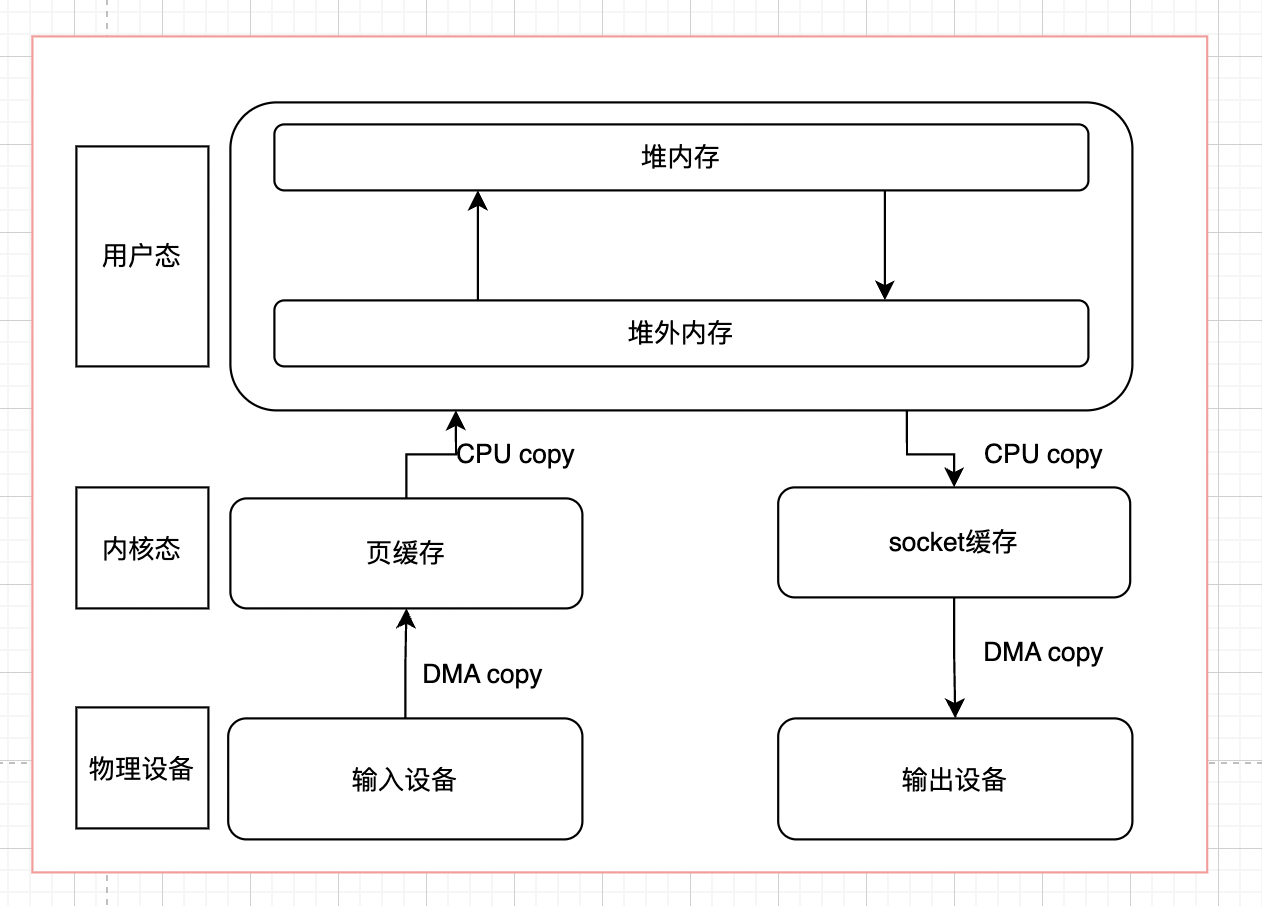 堆内存
用户态
堆外内存
CPU copy
CPU copy
内核态
页缓存
socket缓存
DMA copy
DMA copy
物理设备
输入设备
输出设备